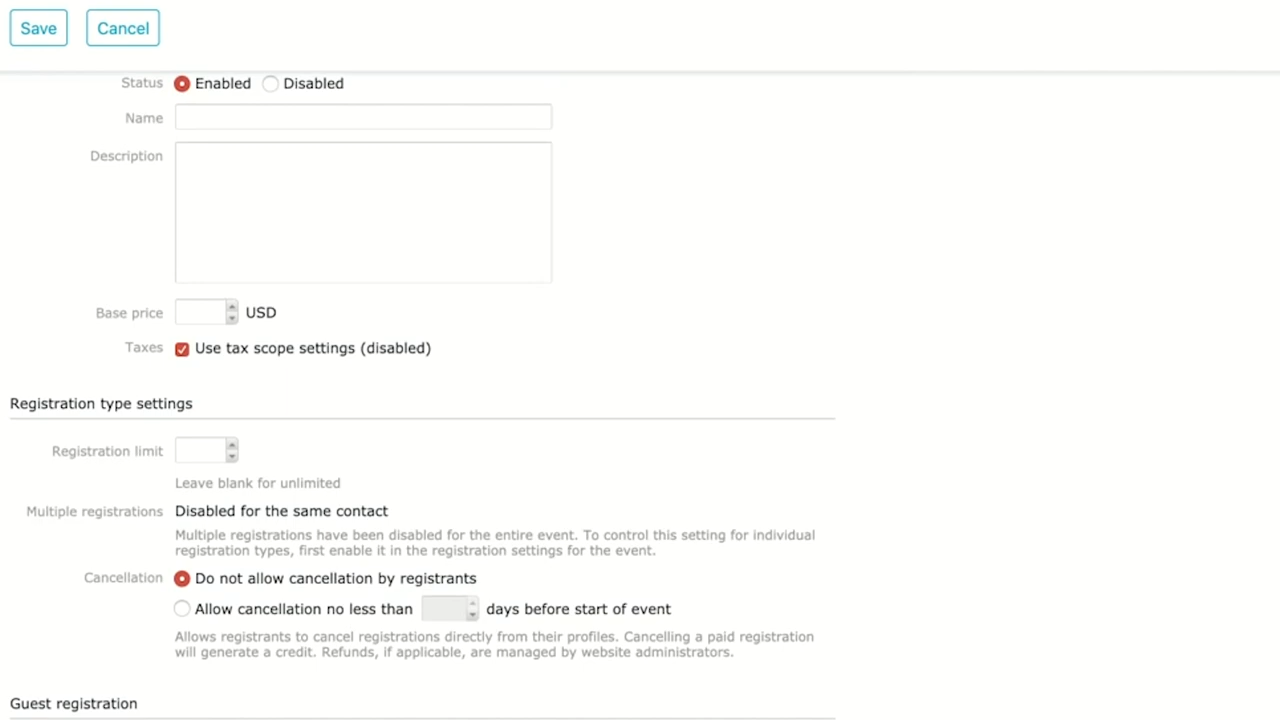 Save Cancel
Status Enabled Disabled
Name
Description
Base price USD
Taxes Use tax scope settings (disabled)
Registration type settings
Registration limit
Leave blank for unlimited
Multiple registrations Disabled for the same contact
Multiple registrations have been disabled for the entire event. To control this setting for individual
registration types, first enable it in the registration settings for the event.
Cancellation Do not allow cancellation by registrants
Allow cancellation no less than days before start of event
Allows registrants to cancel registrations directly from their profiles. Cancelling a paid registration
will generate a credit. Refunds, if applicable, are managed by website administrators.
Guest registration